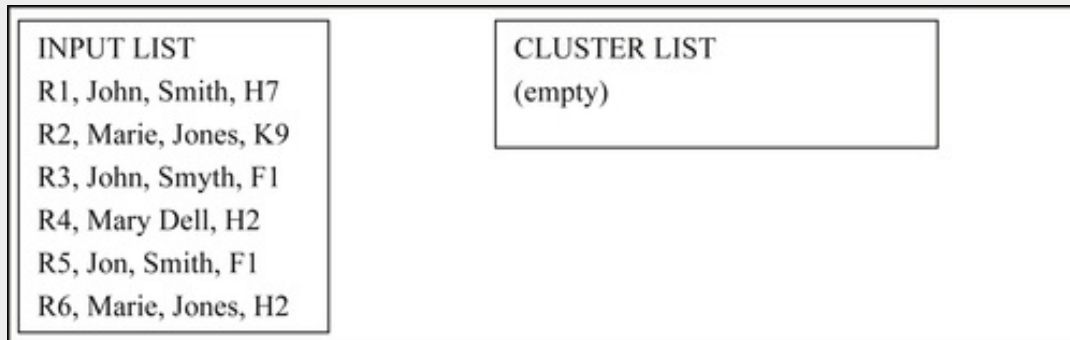 INPUT LIST
R1, John, Smith, H7
R2, Marie, Jones, K9
R3, John, Smyth, F1
R4, Mary Dell, H2
R5, Jon, Smith, F1
R6, Marie, Jones, H2
CLUSTER LIST
(empty)